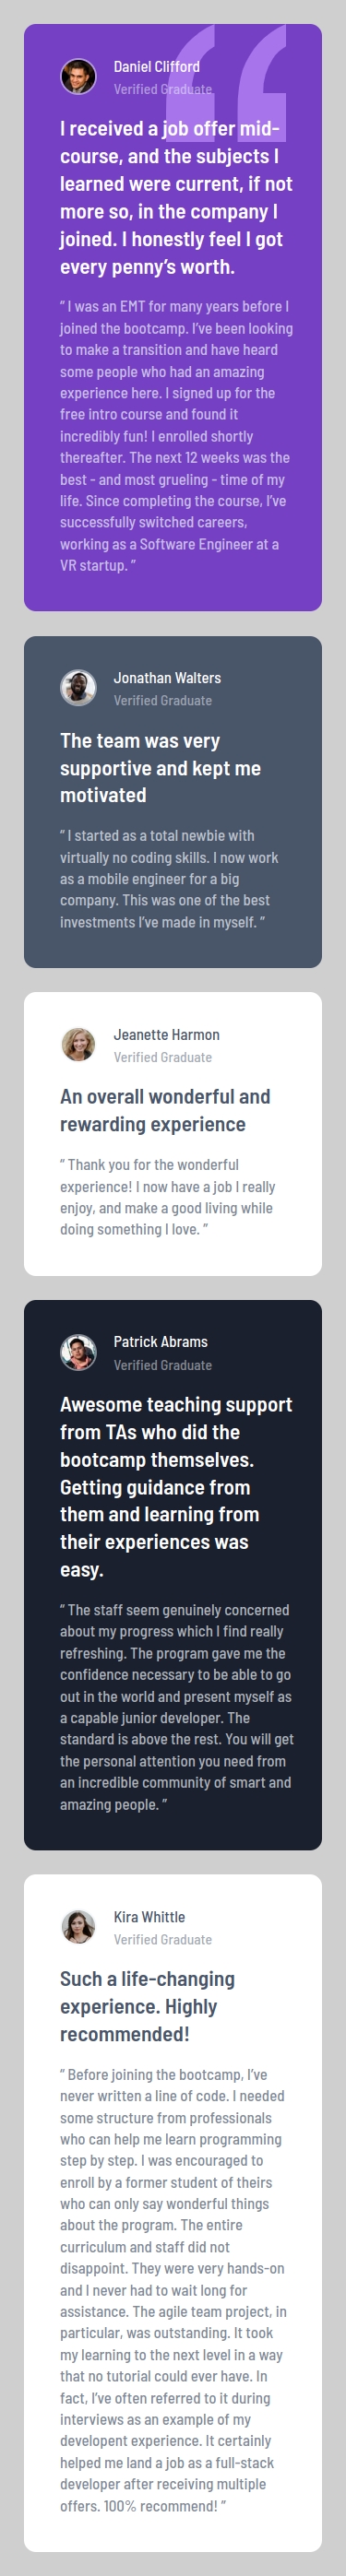 Daniel Clifford
Verified Graduate
I received a job offer mid-
course, and the subjects I
learned were current, if not
more so, in the company I
joined. I honestly feel I got
every penny’s worth.
“ I was an EMT for many years before I
joined the bootcamp. I’ve been looking
to make a transition and have heard
some people who had an amazing
experience here. I signed up for the
free intro course and found it
incredibly fun! I enrolled shortly
thereafter. The next 12 weeks was the
best - and most grueling - time of my
life. Since completing the course, I’ve
successfully switched careers,
working as a Software Engineer at a
VR startup. ”
Jonathan Walters
Verified Graduate
The team was very
supportive and kept me
motivated
“ I started as a total newbie with
virtually no coding skills. I now work
as a mobile engineer for a big
company. This was one of the best
investments I’ve made in myself. ”
Jeanette Harmon
Verified Graduate
An overall wonderful and
rewarding experience
“ Thank you for the wonderful
experience! I now have a job I really
enjoy, and make a good living while
doing something I love. ”
Patrick Abrams
Verified Graduate
Awesome teaching support
from TAs who did the
bootcamp themselves.
Getting guidance from
them and learning from
their experiences was
easy.
“ The staff seem genuinely concerned
about my progress which I find really
refreshing. The program gave me the
confidence necessary to be able to go
out in the world and present myself as
a capable junior developer. The
standard is above the rest. You will get
the personal attention you need from
an incredible community of smart and
amazing people. ”
Kira Whittle
Verified Graduate
Such a life-changing
experience. Highly
recommended!
“ Before joining the bootcamp, I’ve
never written a line of code. I needed
some structure from professionals
who can help me learn programming
step by step. I was encouraged to
enroll by a former student of theirs
who can only say wonderful things
about the program. The entire
curriculum and staff did not
disappoint. They were very hands-on
and I never had to wait long for
assistance. The agile team project, in
particular, was outstanding. It took
my learning to the next level in a way
that no tutorial could ever have. In
fact, I’ve often referred to it during
interviews as an example of my
developent experience. It certainly
helped me land a job as a full-stack
developer after receiving multiple
offers. 100% recommend! ”